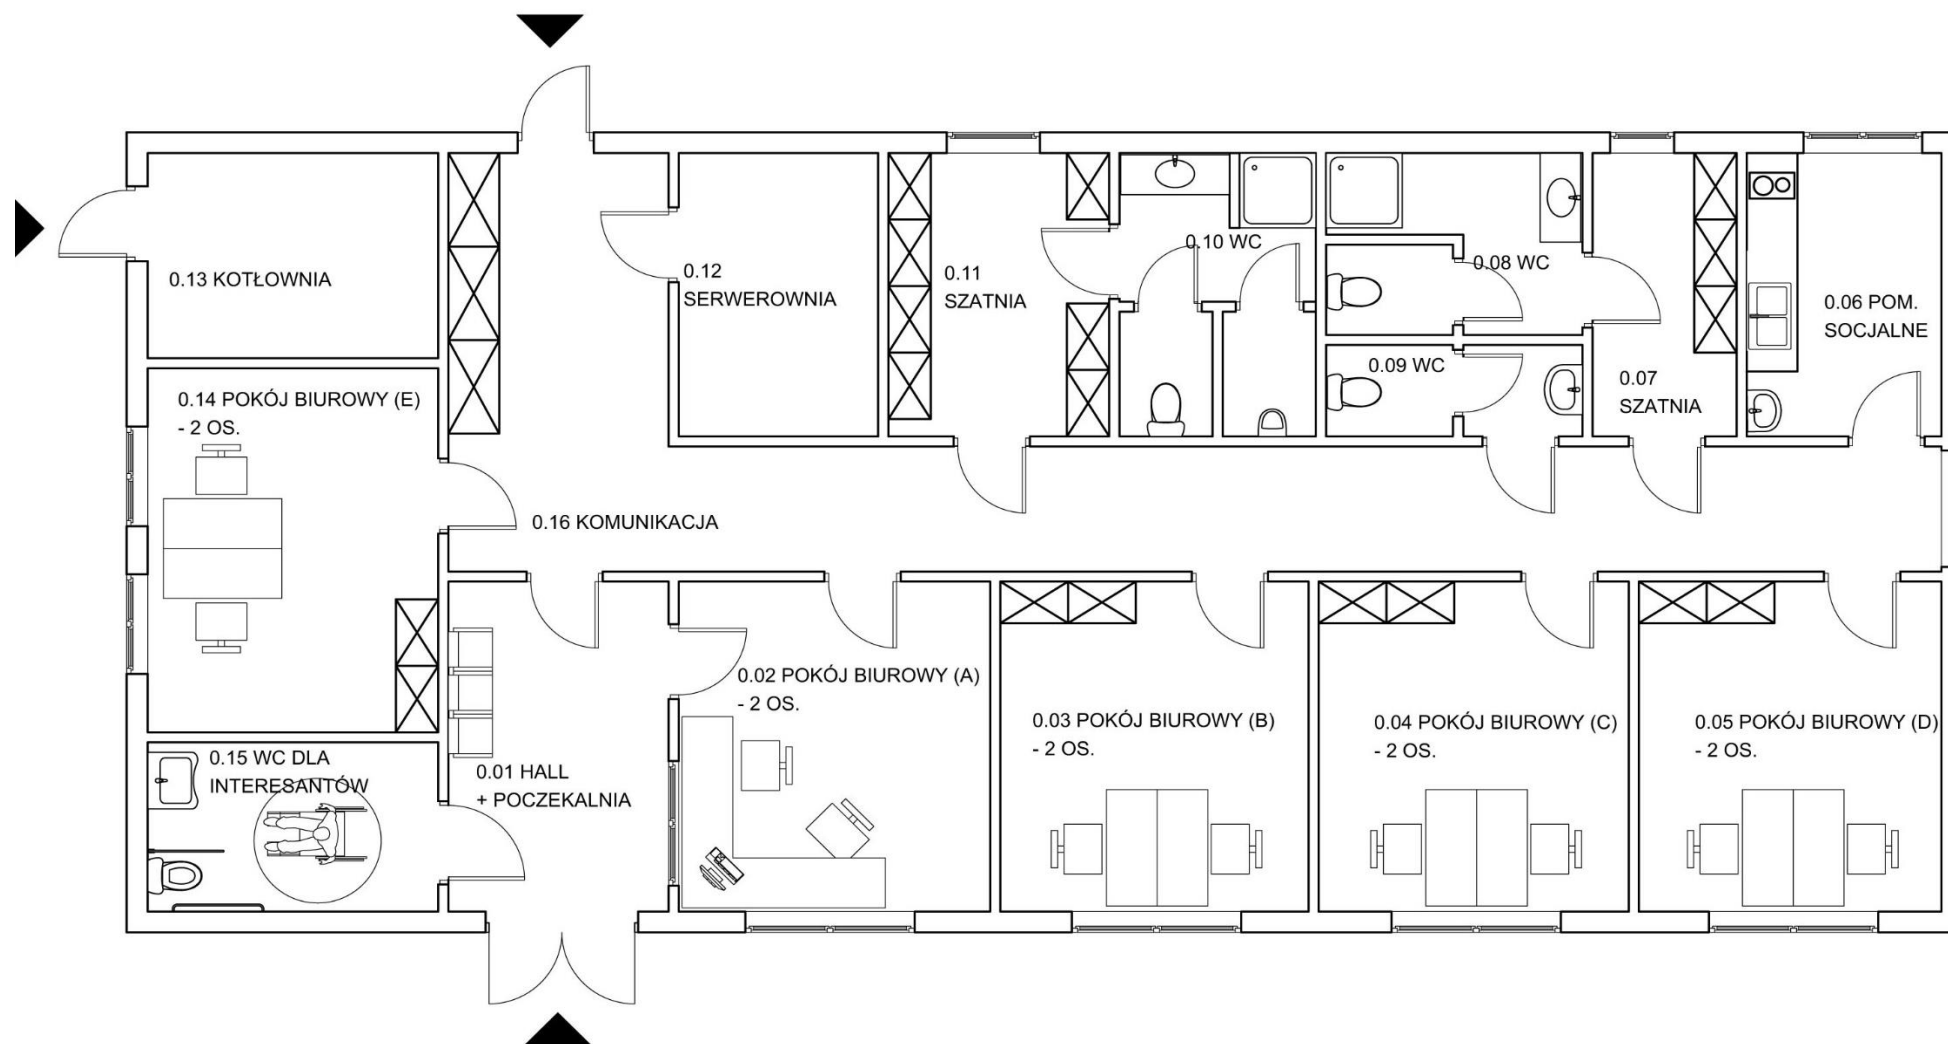 0.13 KOTŁOWNIA
0.12
SERWEROWNIA
0.11
SZATNIA
0.10 WC
0.08 WC
0.09 WC
0.07
SZATNIA
0.06 POM.
SOCJALNE
0.14 POKÓJ BIUROWY (E)
- 2 OS.
0.16 KOMUNIKACJA
0.15 WC DLA
INTERESANTÓW
0.01 HALL
+ POCZEKALNIA
0.02 POKÓJ BIUROWY (A)
- 2 OS.
0.03 POKÓJ BIUROWY (B)
- 2 OS.
0.04 POKÓJ BIUROWY (C)
- 2 OS.
0.05 POKÓJ BIUROWY (D)
- 2 OS.